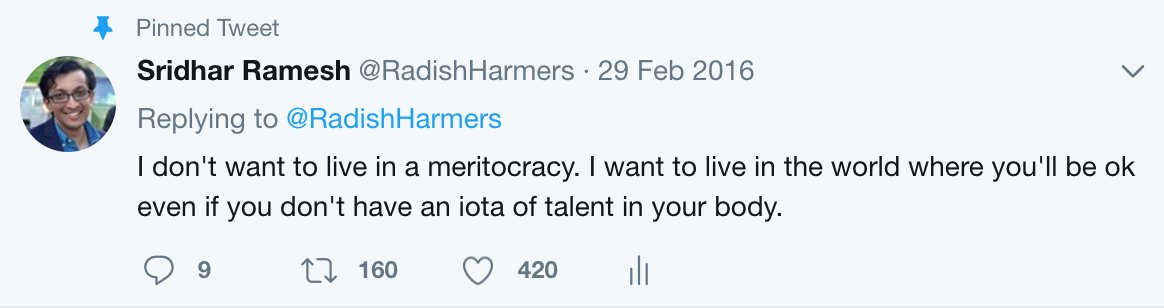 Pinned Tweet
Sridhar Ramesh @RadishHarmers · 29 Feb 2016
Replying to @RadishHarmers
I don't want to live in a meritocracy. I want to live in the world where you'll be ok
even if you don't have an iota of talent in your body.
9 160 420